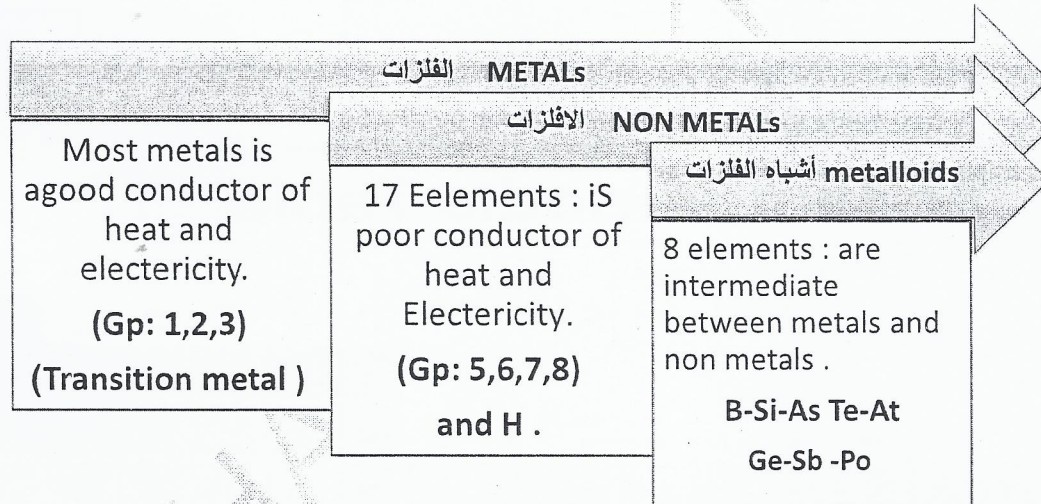 الفلزات METALs
Most metals is
agood conductor of
heat and
electericity.
(Gp: 1,2,3)
(Transition metal )
الافلزات NON METALs
17 Eelements : iS
poor conductor of
heat and
Electericity.
(Gp: 5,6,7,8)
and H .
أشباه الفلزات metalloids
8 elements : are
intermediate
between metals and
non metals .
B-Si-As Te-At
Ge-Sb -Po